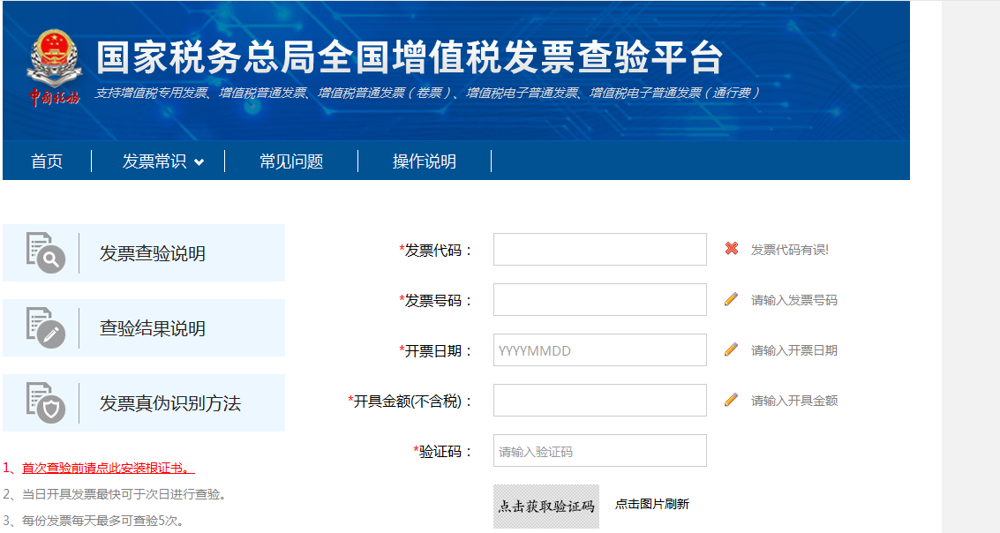 国家税务总局全国增值税发票查验平台
中国税务
支持增值税专用发票、增值税普通发票、增值税普通发票（卷票）、增值税电子普通发票、增值税电子普通发票（通行费）
首页 发票常识 常见问题 操作说明
发票查验说明
查验结果说明
发票真伪识别方法
1、首次查验前请点此安装根证书。
2、当日开具发票最快可于次日进行查验。
3、每份发票每天最多可查验5次。
*发票代码： 发票代码有误!
*发票号码： 请输入发票号码
*开票日期： YYYYMMDD 请输入开票日期
*开具金额(不含税)： 请输入开具金额
*验证码： 请输入验证码
点击获取验证码 点击图片刷新